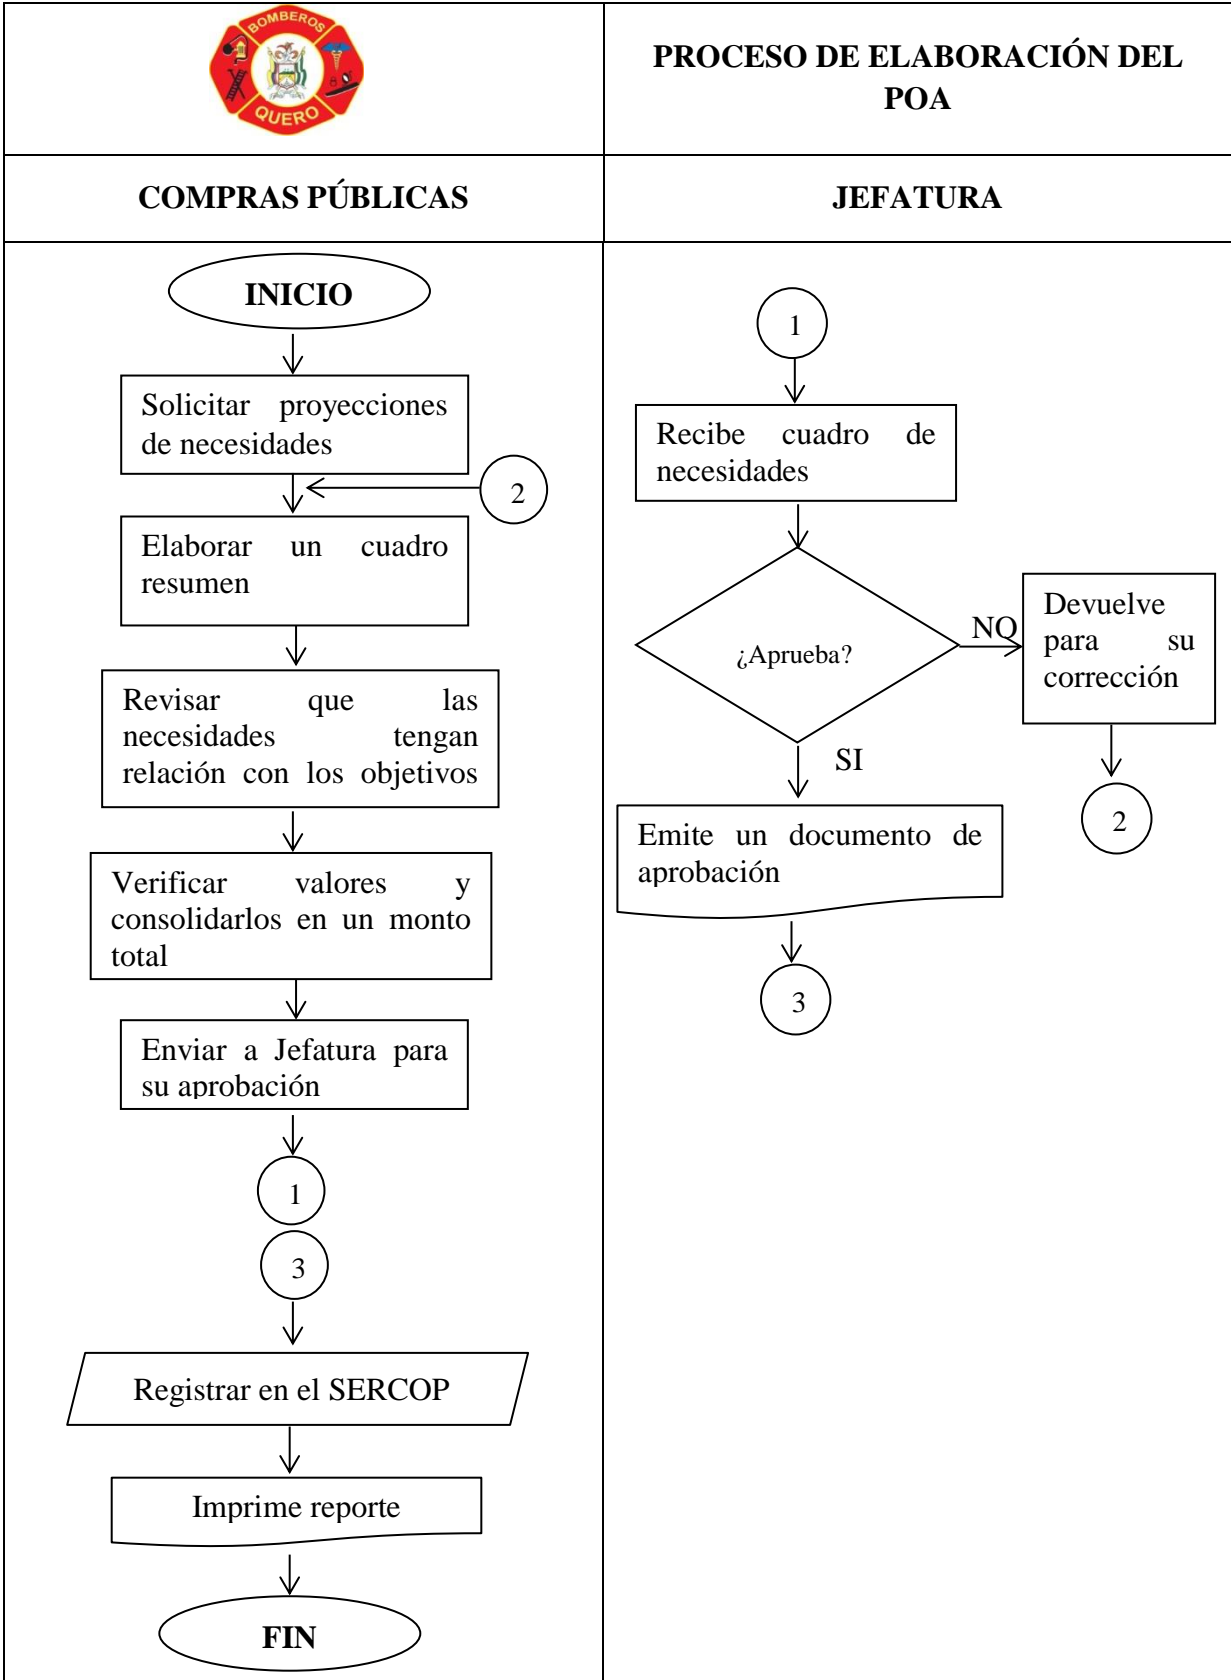 BOMBEROS
QUERO
PROCESO DE ELABORACIÓN DEL
POA
COMPRAS PÚBLICAS
JEFATURA
INICIO
Solicitar proyecciones
de necesidades
2
Elaborar un cuadro
resumen
Revisar que las
necesidades tengan
relación con los objetivos
Verificar valores y
consolidarlos en un monto
total
Enviar a Jefatura para
su aprobación
1
3
Registrar en el SERCOP
Imprime reporte
FIN
1
Recibe cuadro de
necesidades
¿Aprueba?
NO
Devuelve
para su
corrección
2
SI
Emite un documento de
aprobación
3